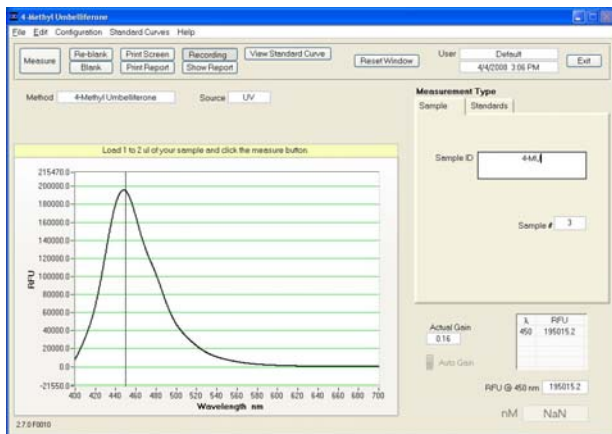 4-Methyl Umbelliferone
File Edit Configuration Standard Curves Help
Measure
Re-blank
Blank
Print Screen
Print Report
Recording
Show Report
View Standard Curve
Reset Window
User
Default
4/4/2008 3:06 PM
Exit
Method 4-Methyl Umbelliferone Source UV
Measurement Type
Sample Standards
Load 1 to 2 ul of your sample and click the measure button.
Sample ID 4-MU
Sample # 3
215470.0
200000.0
180000.0
160000.0
140000.0
120000.0
100000.0
80000.0
60000.0
40000.0
20000.0
0.0
-21550.0
RFU
400 420 440 460 480 500 520 540 560 580 600 620 640 660 680 700
Wavelength nm
Actual Gain
0.16
Auto Gain
λ RFU
450 195015.2
RFU @ 450 nm 195015.2
nM NaN
2.7.0 F0010